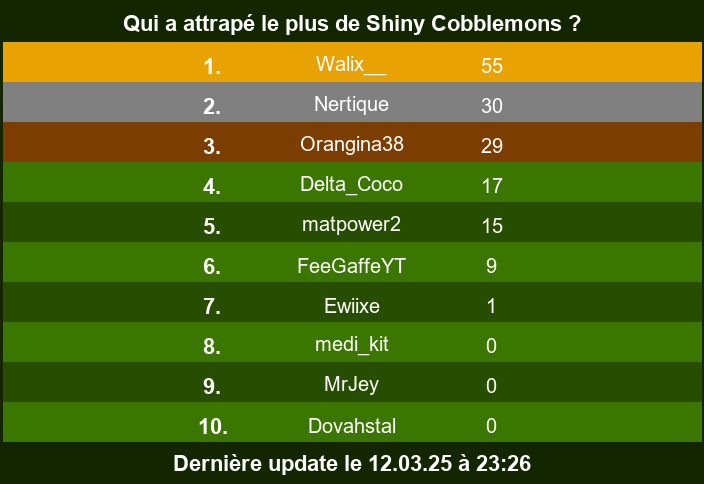 Qui a attrapé le plus de Shiny Cobblemons ?
1. Walix__ 55
2. Nertique 30
3. Orangina38 29
4. Delta_Coco 17
5. matpower2 15
6. FeeGaffeYT 9
7. Ewiixe 1
8. medi_kit 0
9. MrJey 0
10. Dovahstal 0
Dernière update le 12.03.25 à 23:26